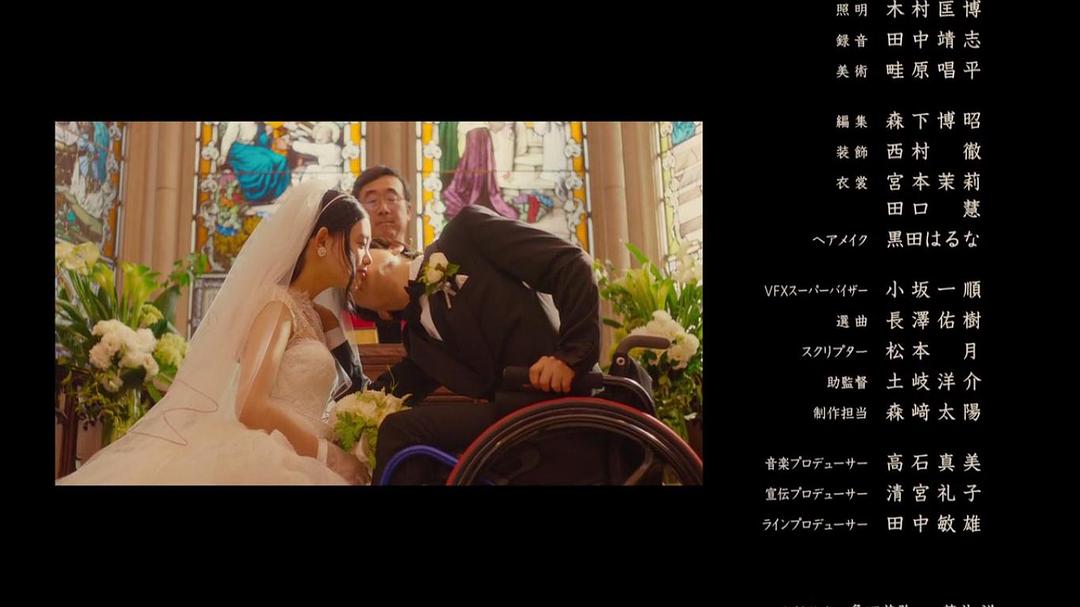 照明 木村匡博
録音 田中靖志
美術 畦原唱平
編集 森下博昭
装飾 西村 徹
衣裳 宮本茉莉
田口 慧
ヘアメイク 黒田はるな
VFXスーパーバイザー 小坂一順
選曲 長澤佑樹
スクリプター 松本 月
助監督 土岐洋介
制作担当 森﨑太陽
音楽プロデューサー 高石真美
宣伝プロデューサー 清宮礼子
ラインプロデューサー 田中敏雄